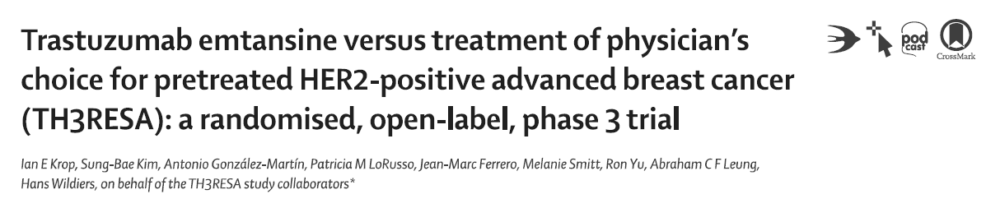 Trastuzumab emtansine versus treatment of physician’s
choice for pretreated HER2-positive advanced breast cancer
(TH3RESA): a randomised, open-label, phase 3 trial
pod
cast
CrossMark
Ian E Krop, Sung-Bae Kim, Antonio González-Martín, Patricia M LoRusso, Jean-Marc Ferrero, Melanie Smitt, Ron Yu, Abraham C F Leung,
Hans Wildiers, on behalf of the TH3RESA study collaborators*